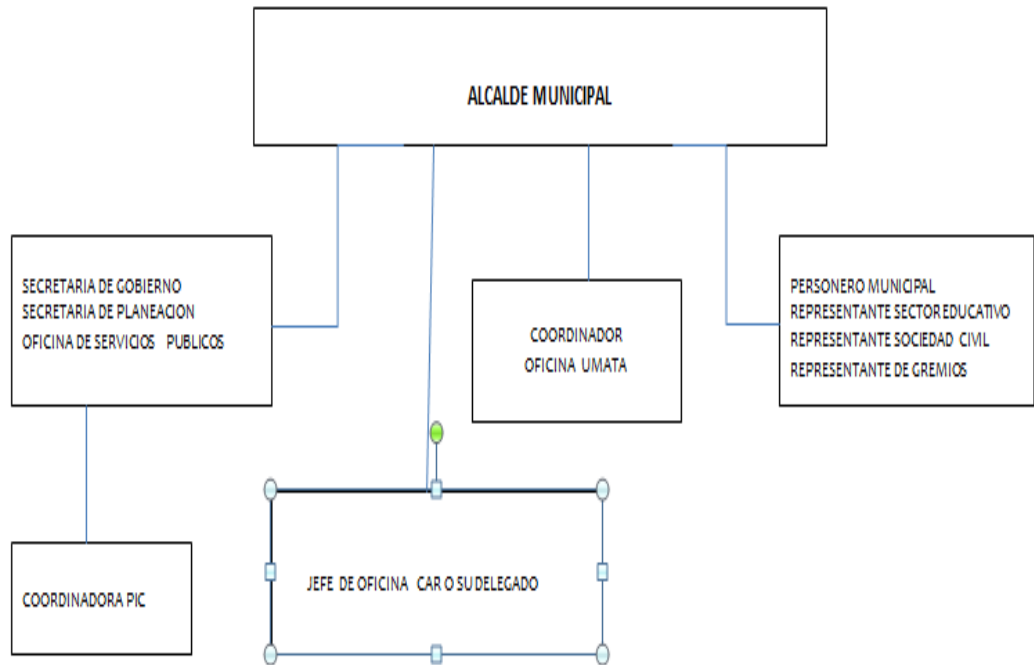 ALCALDE MUNICIPAL
SECRETARIA DE GOBIERNO
SECRETARIA DE PLANEACION
OFICINA DE SERVICIOS PUBLICOS
COORDINADOR
OFICINA UMATA
PERSONERO MUNICIPAL
REPRESENTANTE SECTOR EDUCATIVO
REPRESENTANTE SOCIEDAD CIVIL
REPRESENTANTE DE GREMIOS
COORDINADORA PIC
JEFE DE OFICINA CAR O SU DELEGADO